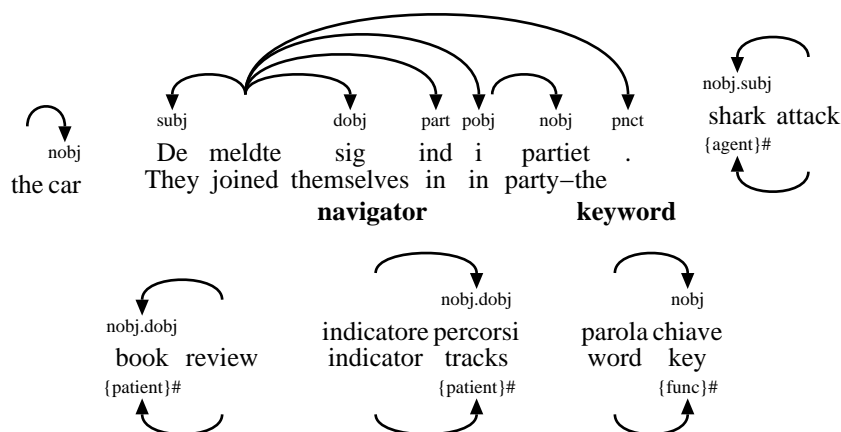 nobj
the car
subj dobj part pobj nobj pnct
De meldte sig ind i partiet .
They joined themselves in in party–the
nobj.subj
shark attack
{agent}#
nobj.dobj
book review
{patient}#
navigator
nobj.dobj
indicatore percorsi
indicator tracks
{patient}#
keyword
nobj
parola chiave
word key
{func}#